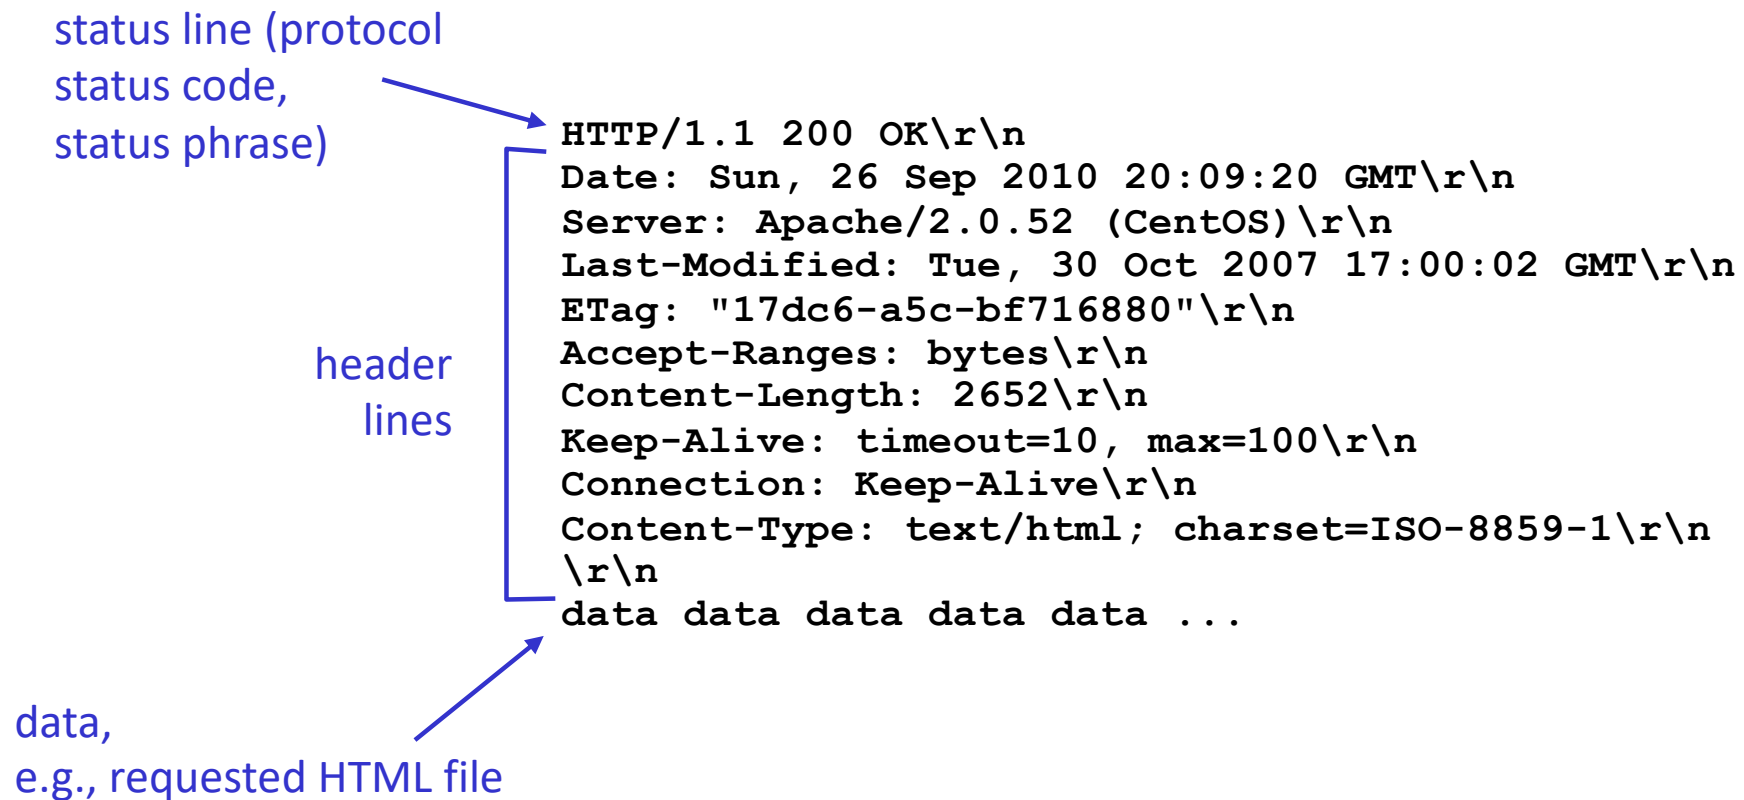 status line (protocol
status code,
status phrase)
HTTP/1.1 200 OK\r\n
Date: Sun, 26 Sep 2010 20:09:20 GMT\r\n
Server: Apache/2.0.52 (CentOS)\r\n
Last-Modified: Tue, 30 Oct 2007 17:00:02 GMT\r\n
ETag: "17dc6-a5c-bf716880"\r\n
Accept-Ranges: bytes\r\n
Content-Length: 2652\r\n
Keep-Alive: timeout=10, max=100\r\n
Connection: Keep-Alive\r\n
Content-Type: text/html; charset=ISO-8859-1\r\n
\r\n
data data data data data ...
header
lines
data,
e.g., requested HTML file